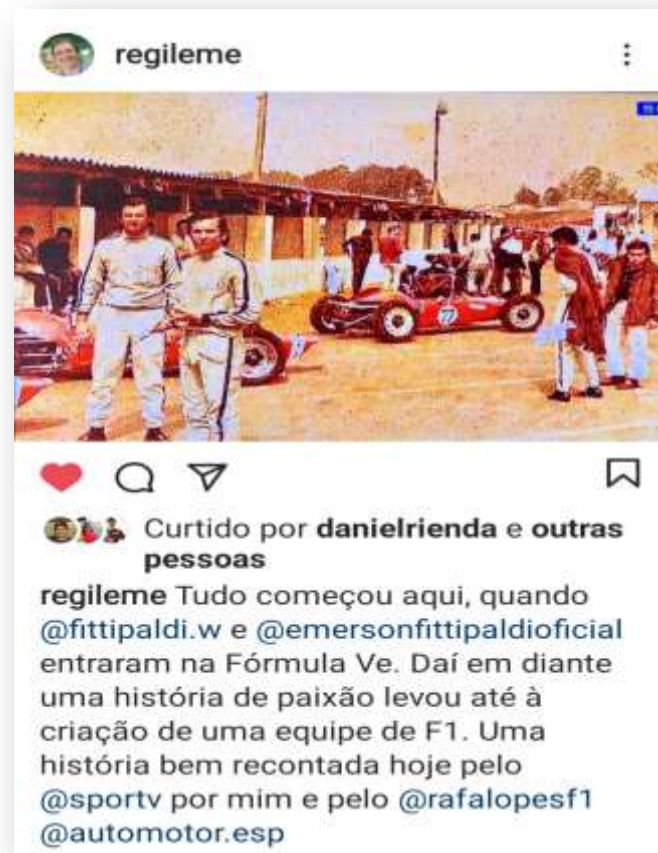 regileme
77
Curtido por danielrienda e outras
pessoas
regileme Tudo começou aqui, quando
@fittipaldi.w e @emersonfittipaldioficial
entraram na Fórmula Ve. Daí em diante
uma história de paixão levou até à
criação de uma equipe de F1. Uma
história bem recontada hoje pelo
@sportv por mim e pelo @rafalopesf1
@automotor.esp